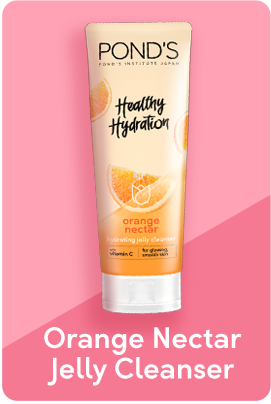 POND'S
POND'S INSTITUTE JAPAN
Healthy
Hydration
orange
nectar
hydrating jelly cleanser
vitamin C
for glowing,
smooth skin
Orange Nectar
Jelly Cleanser